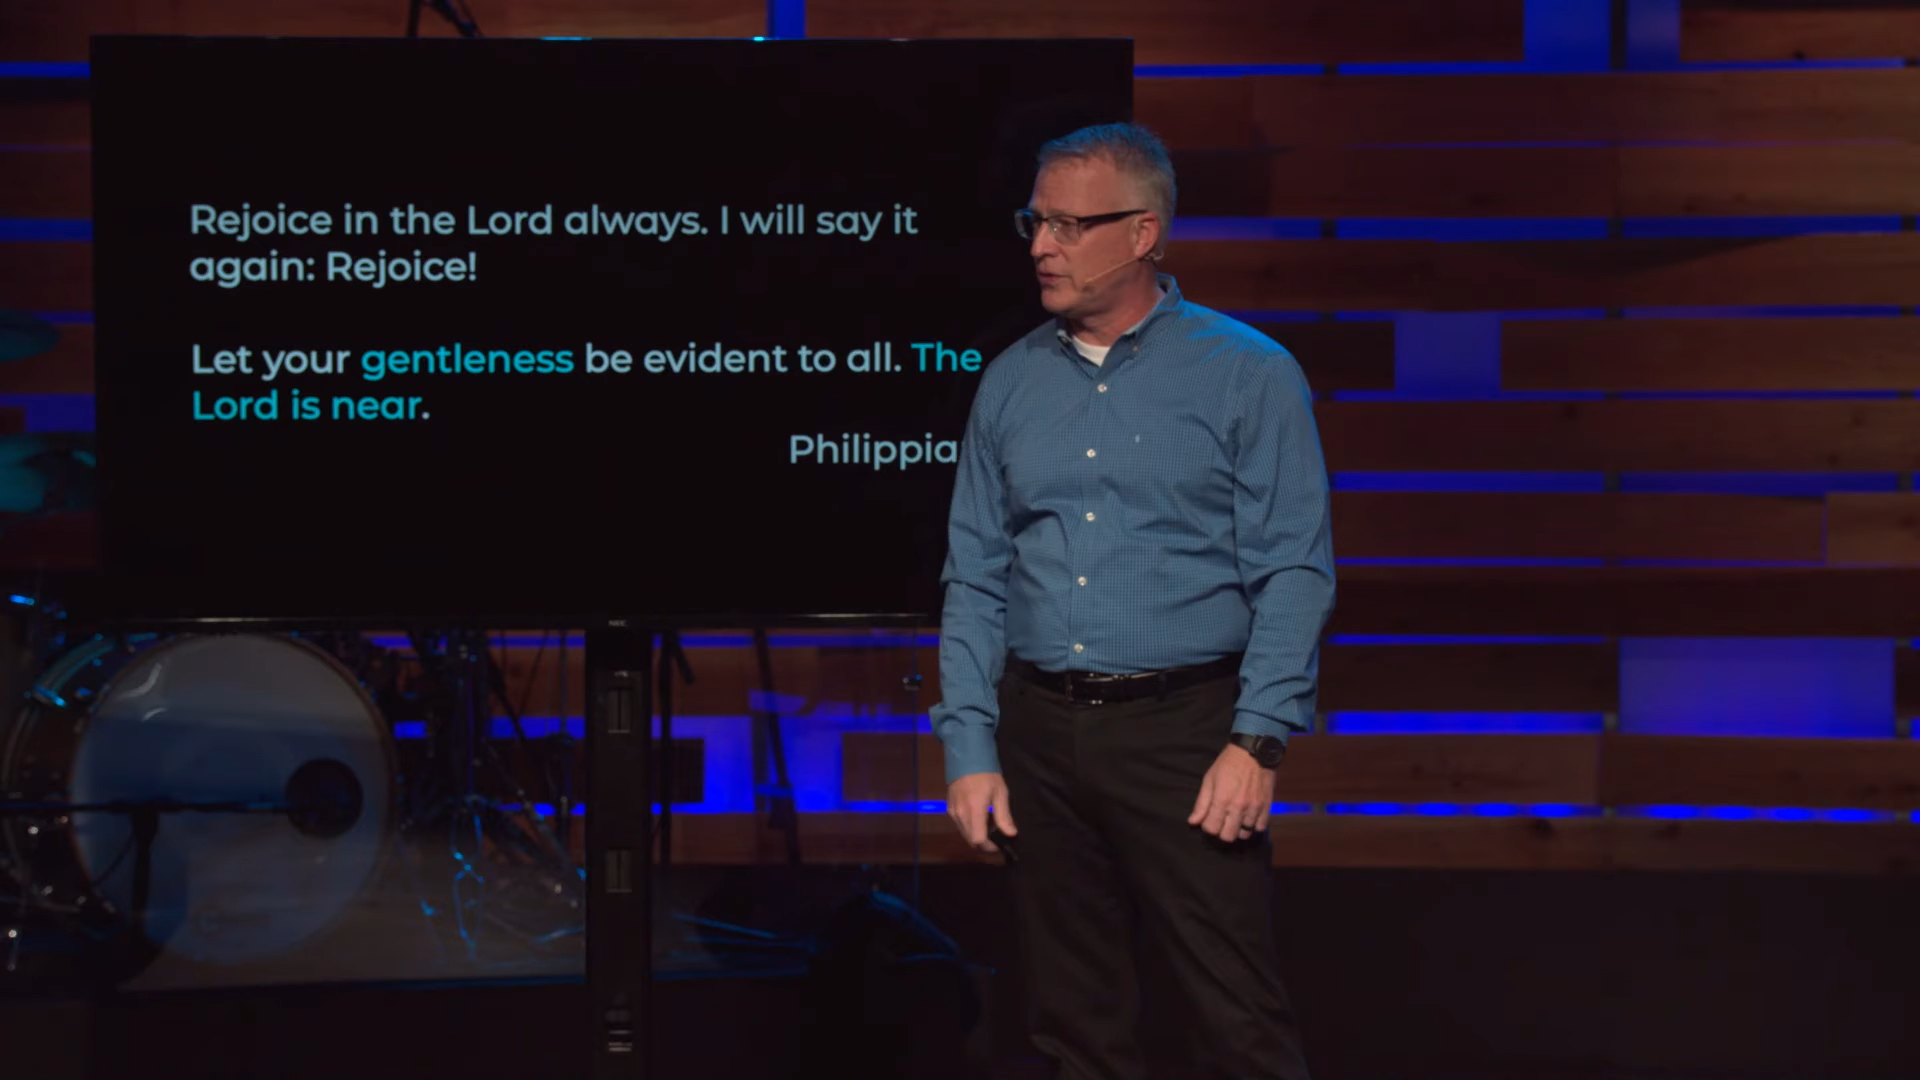 Rejoice in the Lord always. I will say it
again: Rejoice!
Let your gentleness be evident to all. The
Lord is near.
Philippia
NEC